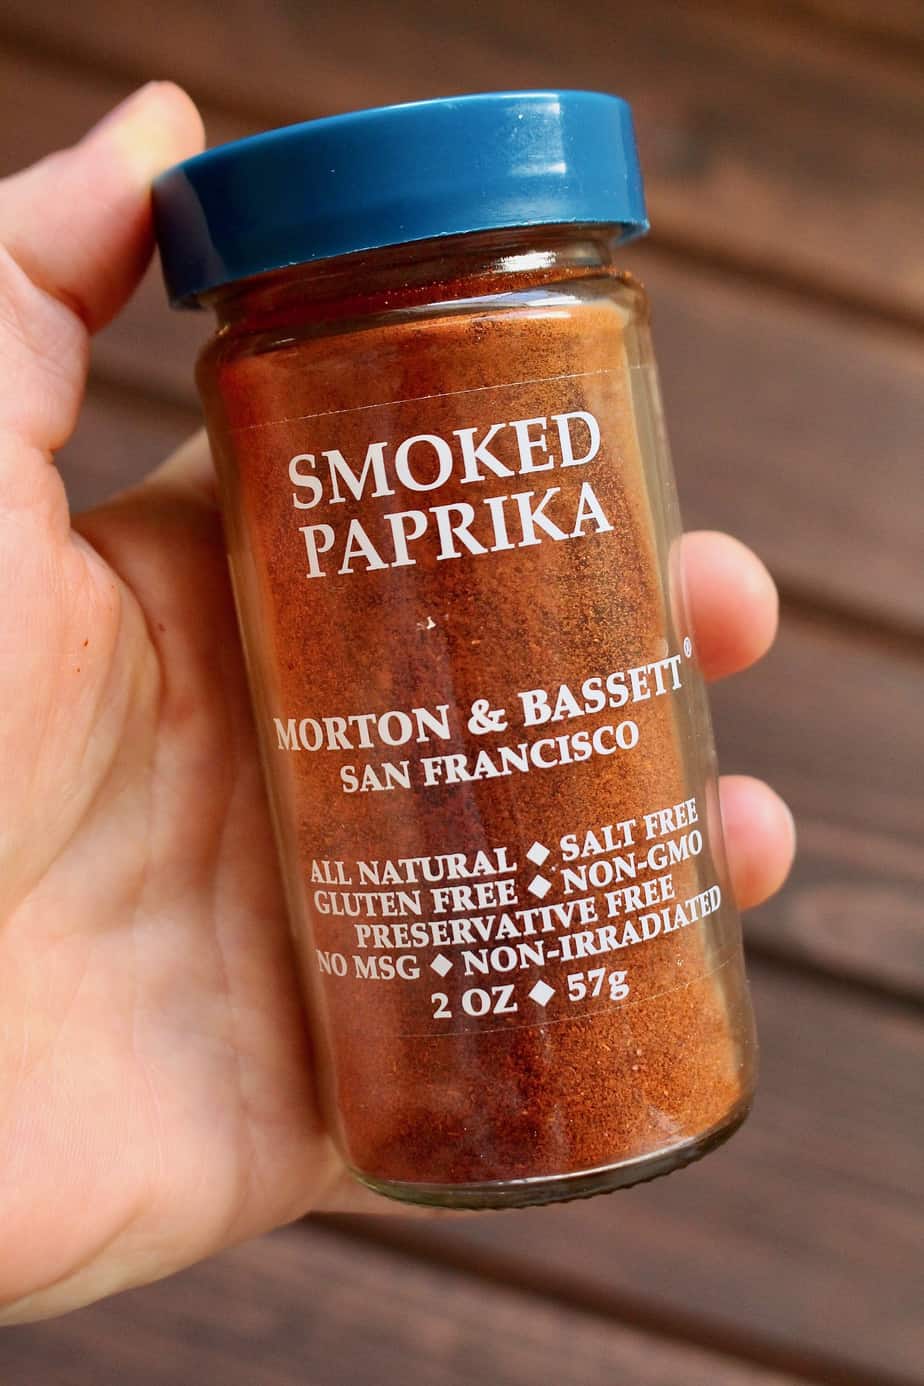 SMOKED
PAPRIKA
MORTON & BASSETT®
SAN FRANCISCO
ALL NATURAL ◆ SALT FREE
GLUTEN FREE ◆ NON-GMO
PRESERVATIVE FREE
NO MSG ◆ NON-IRRADIATED
2 OZ ◆ 57g